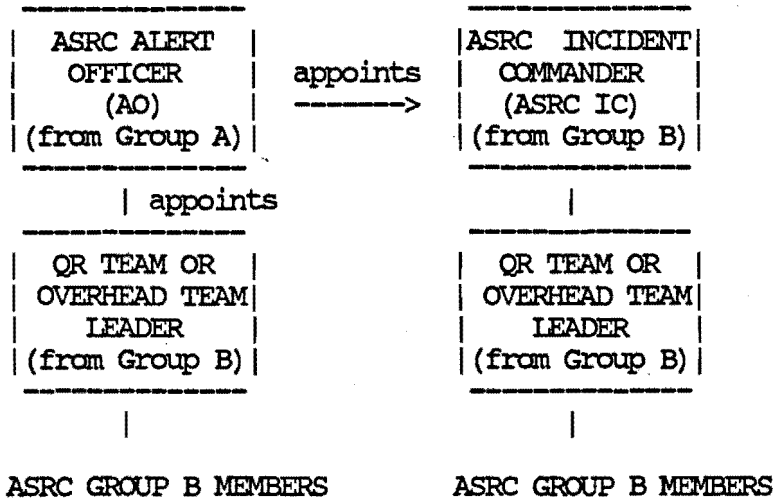 ASRC ALERT OFFICER (AO) (from Group A)
appoints
ASRC INCIDENT COMMANDER (ASRC IC) (from Group B)
appoints
QR TEAM OR OVERHEAD TEAM LEADER (from Group B)
QR TEAM OR OVERHEAD TEAM LEADER (from Group B)
ASRC GROUP B MEMBERS
ASRC GROUP B MEMBERS